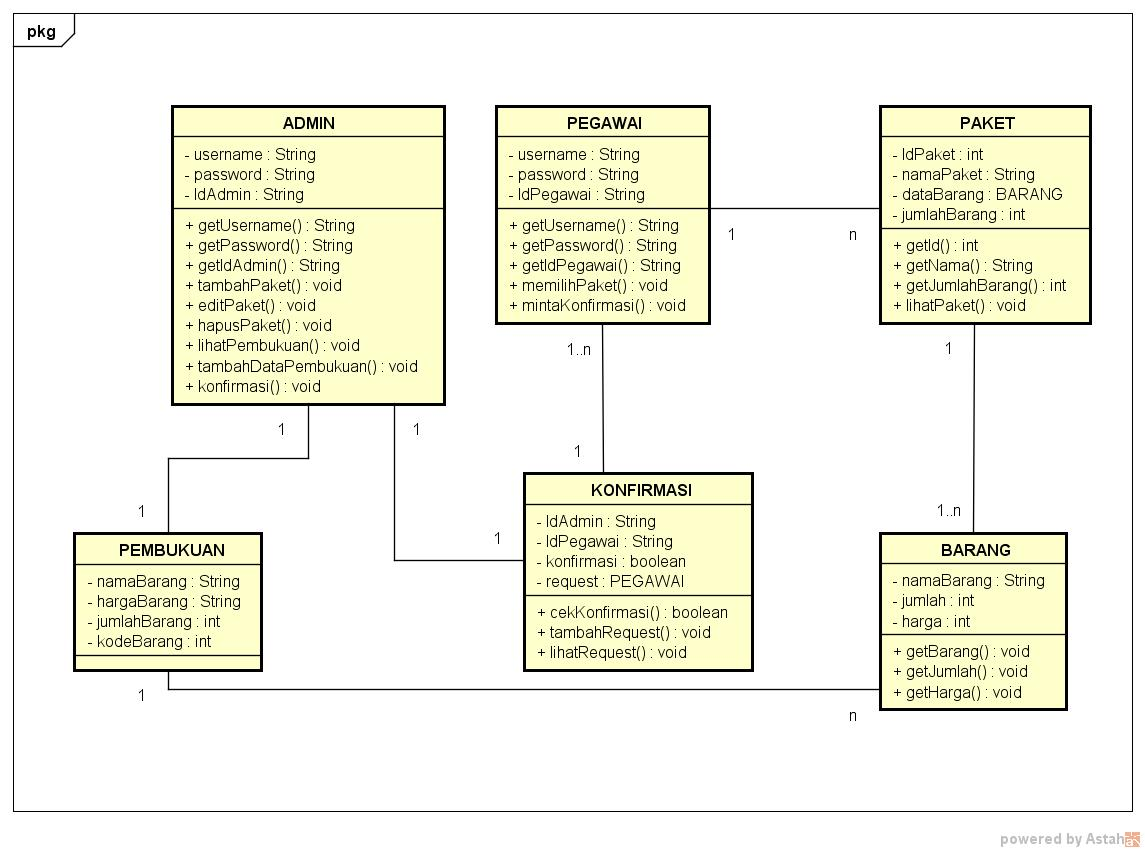 pkg
ADMIN
- username : String
- password : String
- IdAdmin : String
+ getUsername() : String
+ getPassword() : String
+ getIdAdmin() : String
+ tambahPaket() : void
+ editPaket() : void
+ hapusPaket() : void
+ lihatPembukuan() : void
+ tambahDataPembukuan() : void
+ konfirmasi() : void
PEGAWAI
- username : String
- password : String
- IdPegawai : String
+ getUsername() : String
+ getPassword() : String
+ getIdPegawai() : String
+ memilihPaket() : void
+ mintaKonfirmasi() : void
PAKET
- IdPaket : int
- namaPaket : String
- dataBarang : BARANG
- jumlahBarang : int
+ getId() : int
+ getNama() : String
+ getJumlahBarang() : int
+ lihatPaket() : void
1
n
1..n
1
1
1
1
1
1
1..n
PEMBUKUAN
- namaBarang : String
- hargaBarang : String
- jumlahBarang : int
- kodeBarang : int
KONFIRMASI
- IdAdmin : String
- IdPegawai : String
- konfirmasi : boolean
- request : PEGAWAI
+ cekKonfirmasi() : boolean
+ tambahRequest() : void
+ lihatRequest() : void
BARANG
- namaBarang : String
- jumlah : int
- harga : int
+ getBarang() : void
+ getJumlah() : void
+ getHarga() : void
1
n
powered by Astah